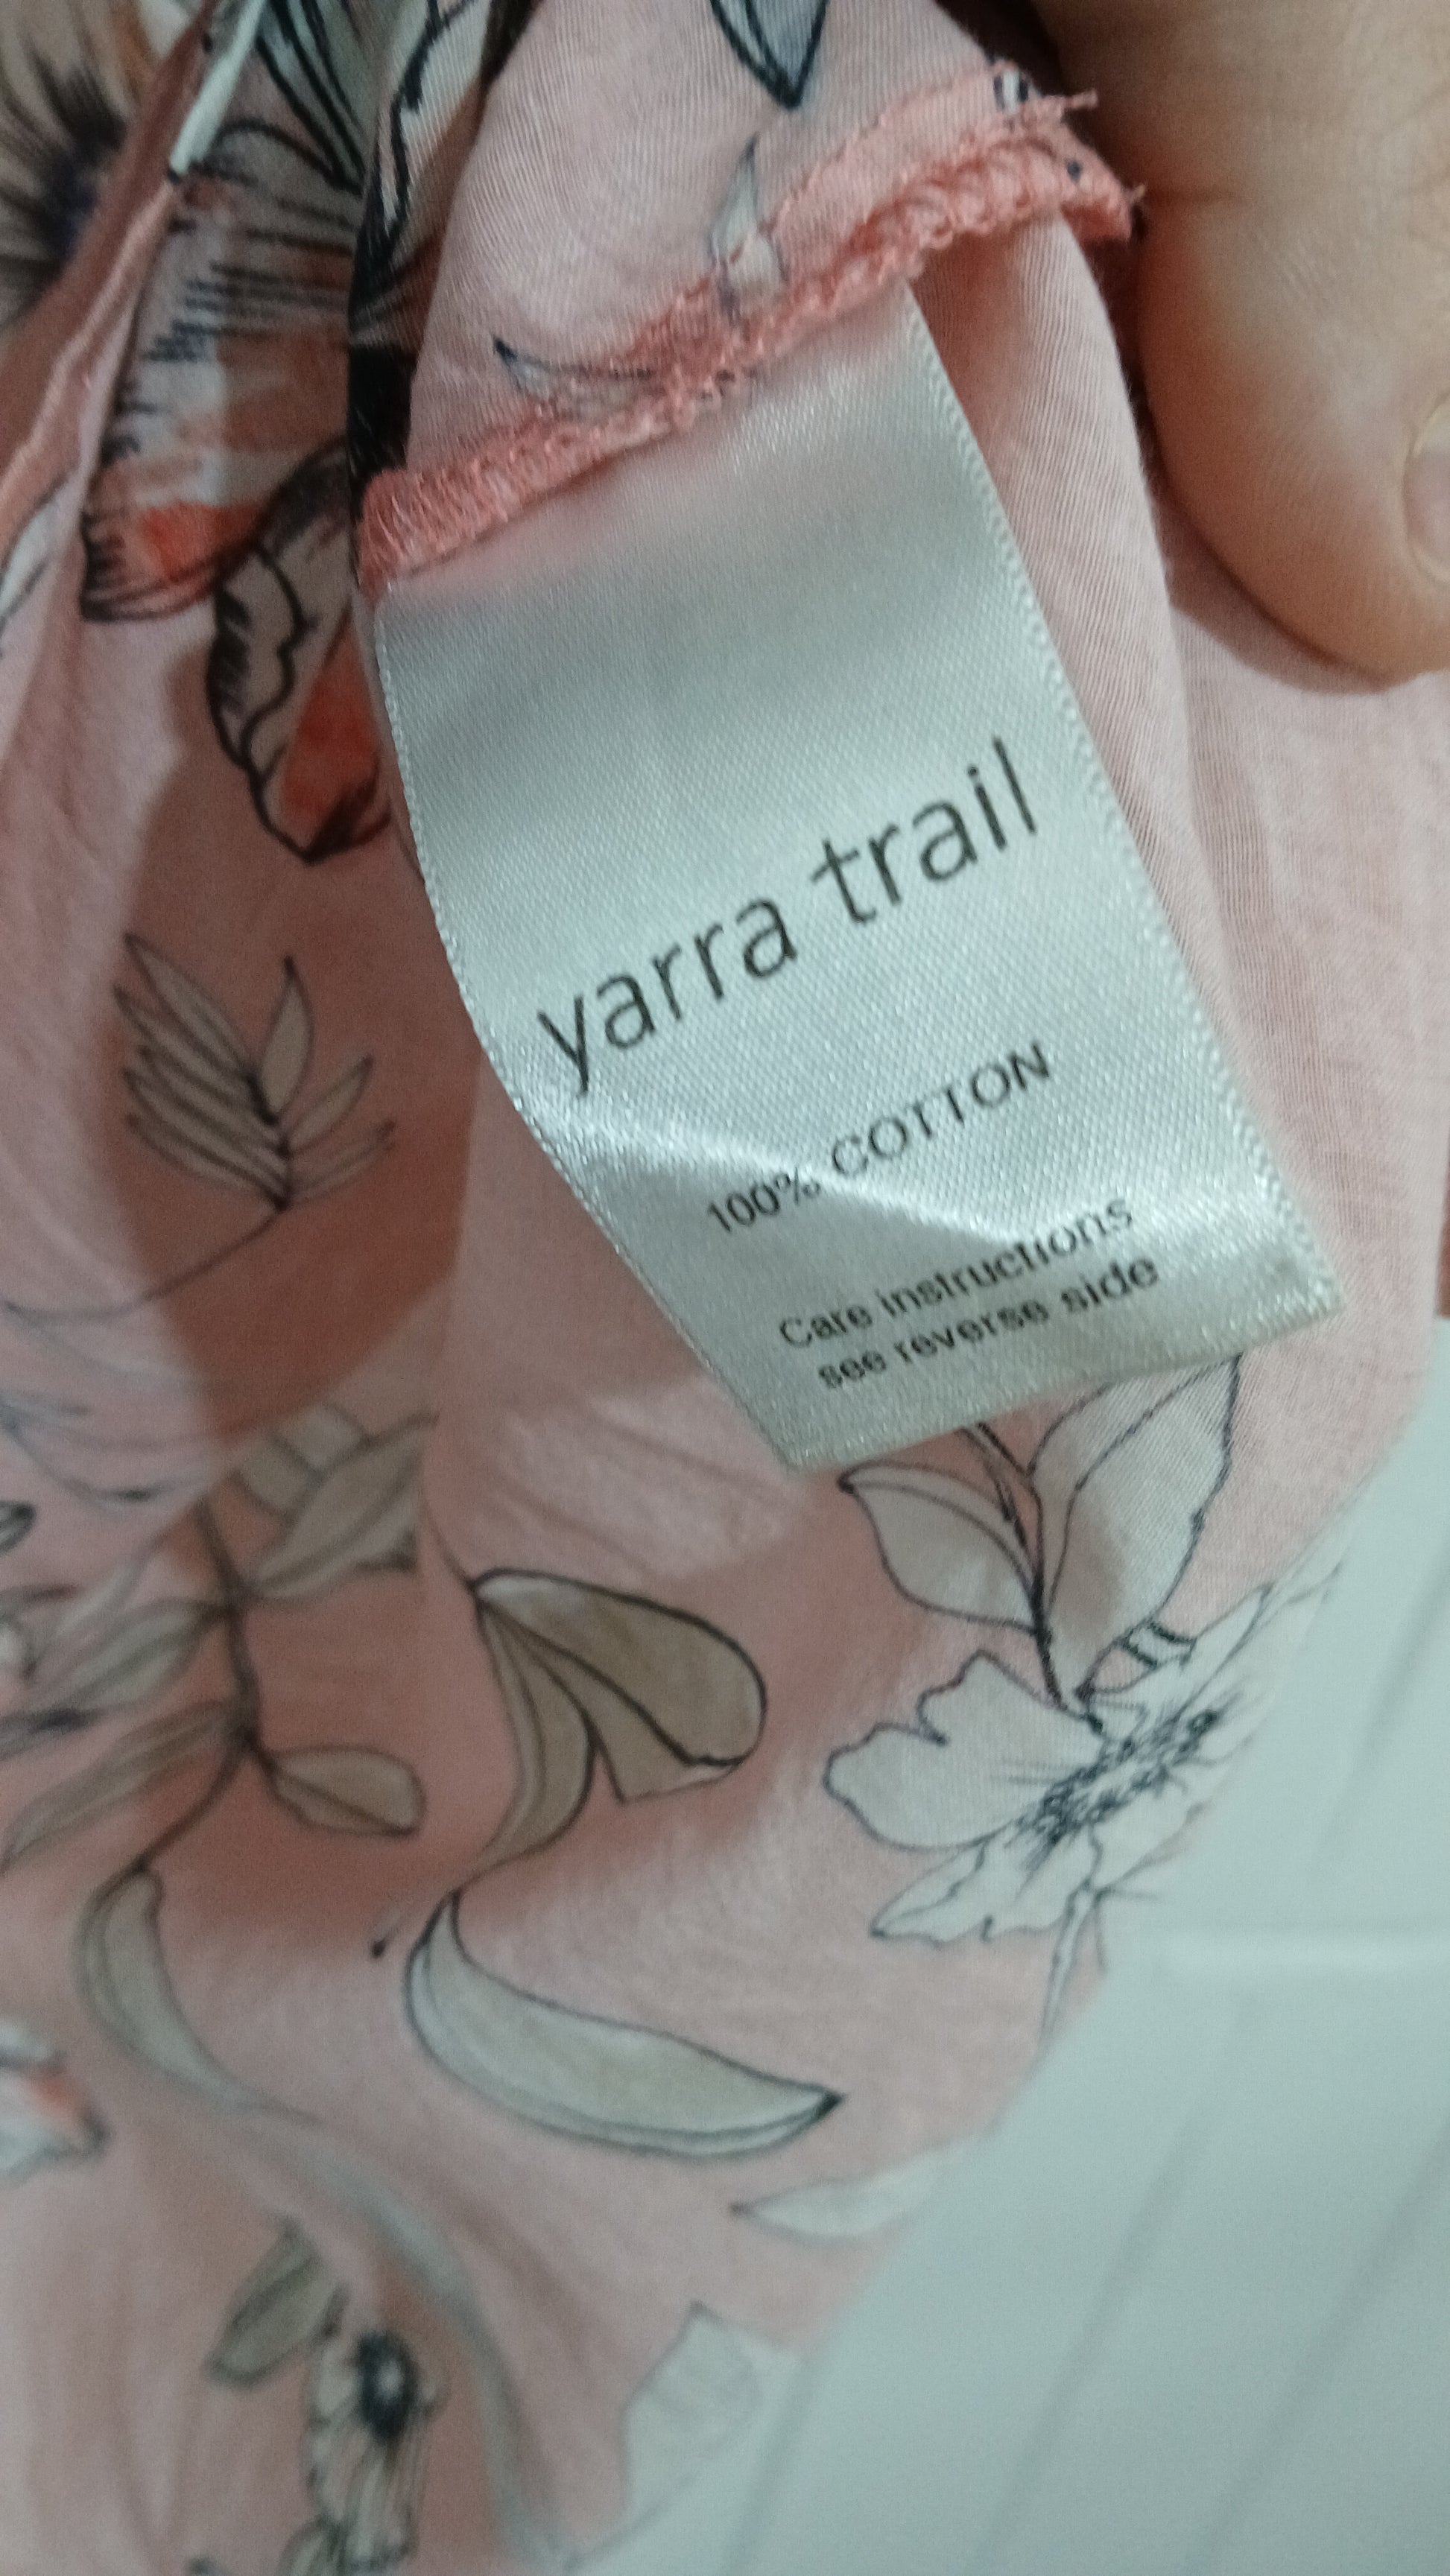 yarra trail
100% COTTON
Care instructions
see reverse side